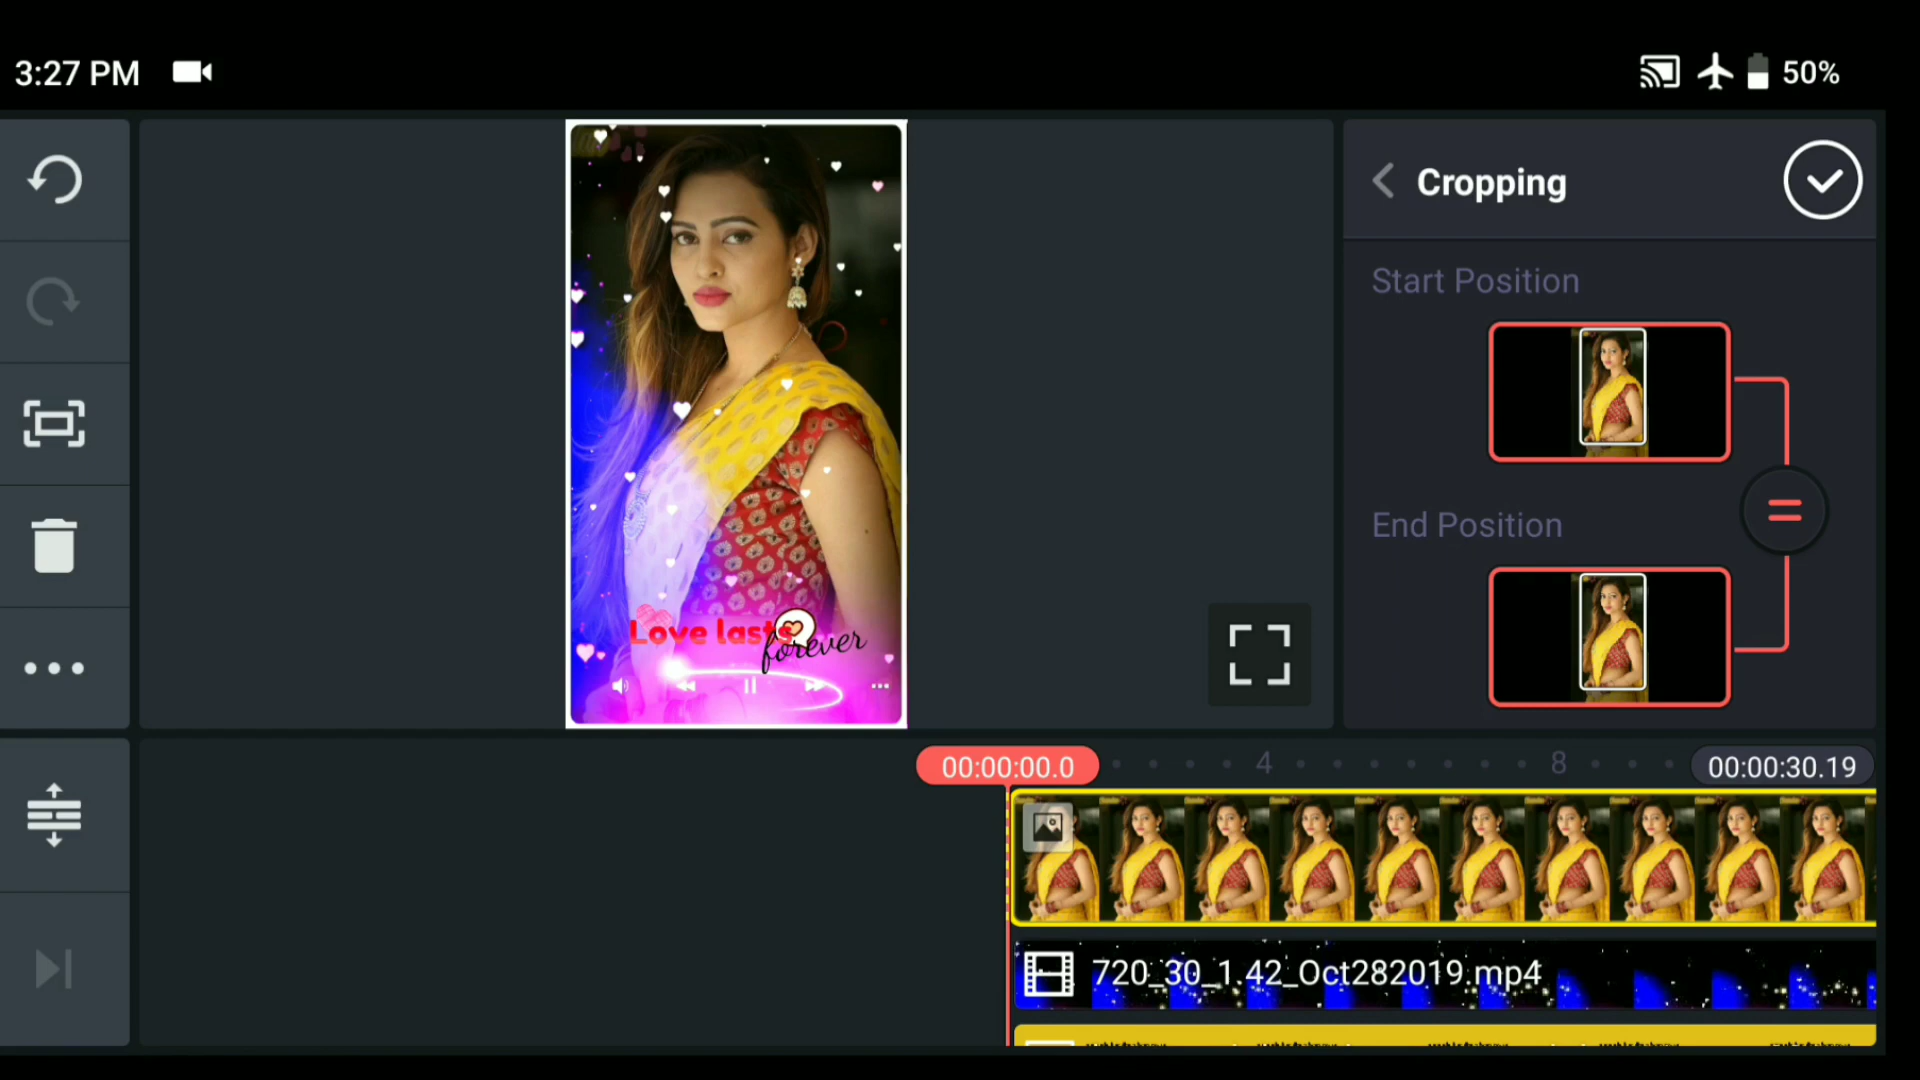 3:27 PM
50%
Cropping
Start Position
End Position
Love lasts
forever
00:00:00.0
4
8
00:00:30.19
720_30_1.42_Oct282019.mp4